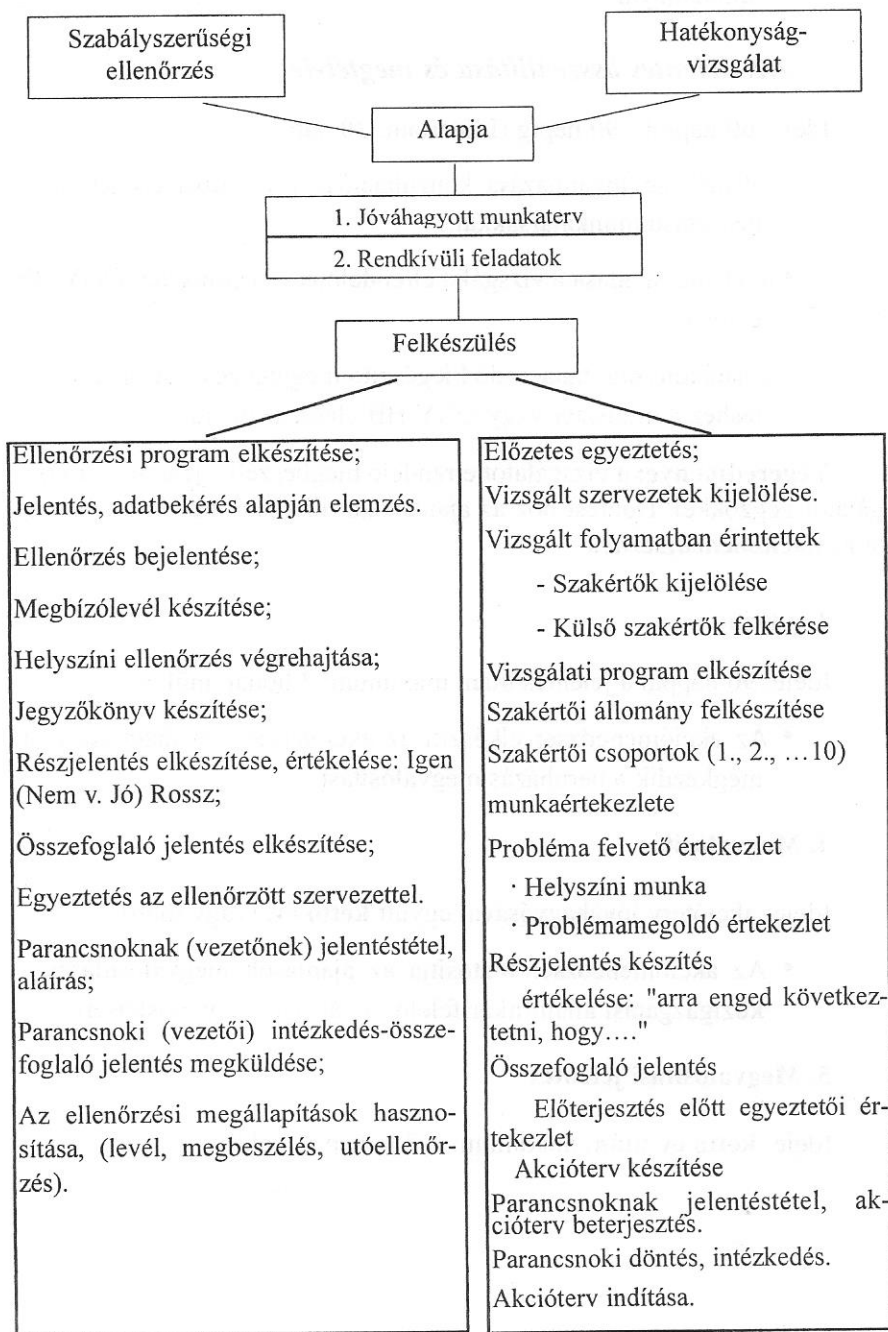 Szabályszerűségi
ellenőrzés
Hatékonyság-
vizsgálat
Alapja
1. Jóváhagyott munkaterv
2. Rendkívüli feladatok
Felkészülés
Ellenőrzési program elkészítése;
Jelentés, adatbekérés alapján elemzés.
Ellenőrzés bejelentése;
Megbízólevél készítése;
Helyszíni ellenőrzés végrehajtása;
Jegyzőkönyv készítése;
Részjelentés elkészítése, értékelése: Igen
(Nem v. Jó) Rossz;
Összefoglaló jelentés elkészítése;
Egyeztetés az ellenőrzött szervezettel.
Parancsnoknak (vezetőnek) jelentéstétel,
aláírás;
Parancsnoki (vezetői) intézkedés-össze-
foglaló jelentés megküldése;
Az ellenőrzési megállapítások haszno-
sítása, (levél, megbeszélés, utóellenőr-
zés).
Előzetes egyeztetés;
Vizsgált szervezetek kijelölése.
Vizsgált folyamatban érintettek
- Szakértők kijelölése
- Külső szakértők felkérése
Vizsgálati program elkészítése
Szakértői állomány felkészítése
Szakértői csoportok (1., 2., …10)
munkaértekezlete
Probléma felvető értekezlet
· Helyszíni munka
· Problémamegoldó értekezlet
Részjelentés készítés
értékelése: "arra enged következ-
tetni, hogy…."
Összefoglaló jelentés
Előterjesztés előtt egyeztetői ér-
tekezlet
Akcióterv készítése
Parancsnoknak jelentéstétel, ak-
cióterv beterjesztés.
Parancsnoki döntés, intézkedés.
Akcióterv indítása.